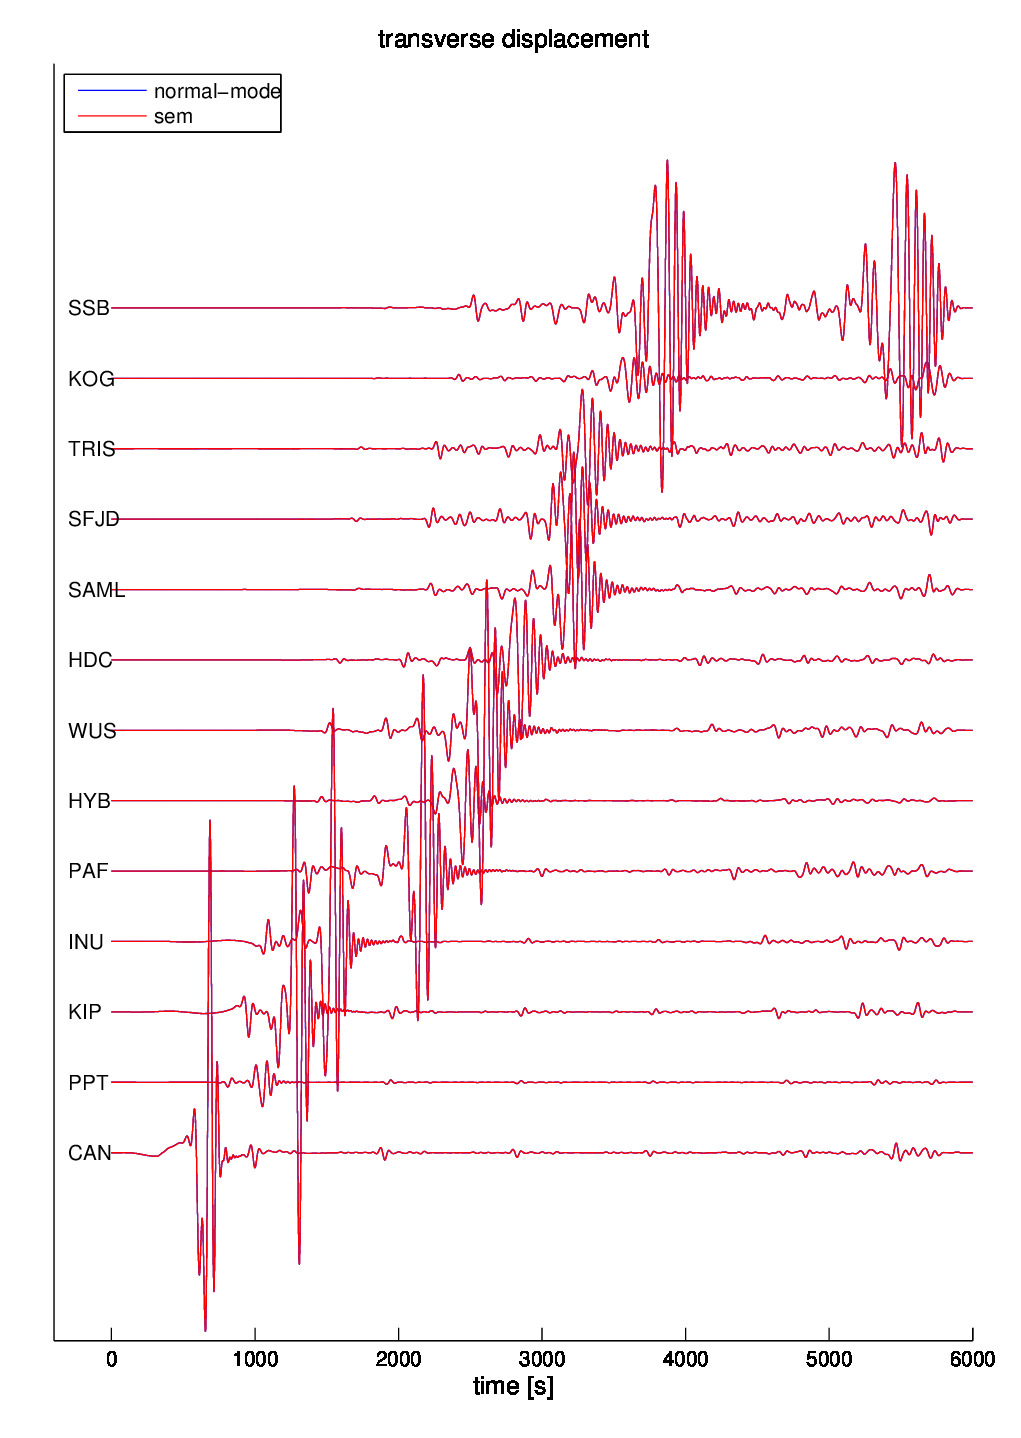 transverse displacement
normal−mode
sem
SSB
KOG
TRIS
SFJD
SAML
HDC
WUS
HYB
PAF
INU
KIP
PPT
CAN
0 1000 2000 3000 4000 5000 6000
time [s]